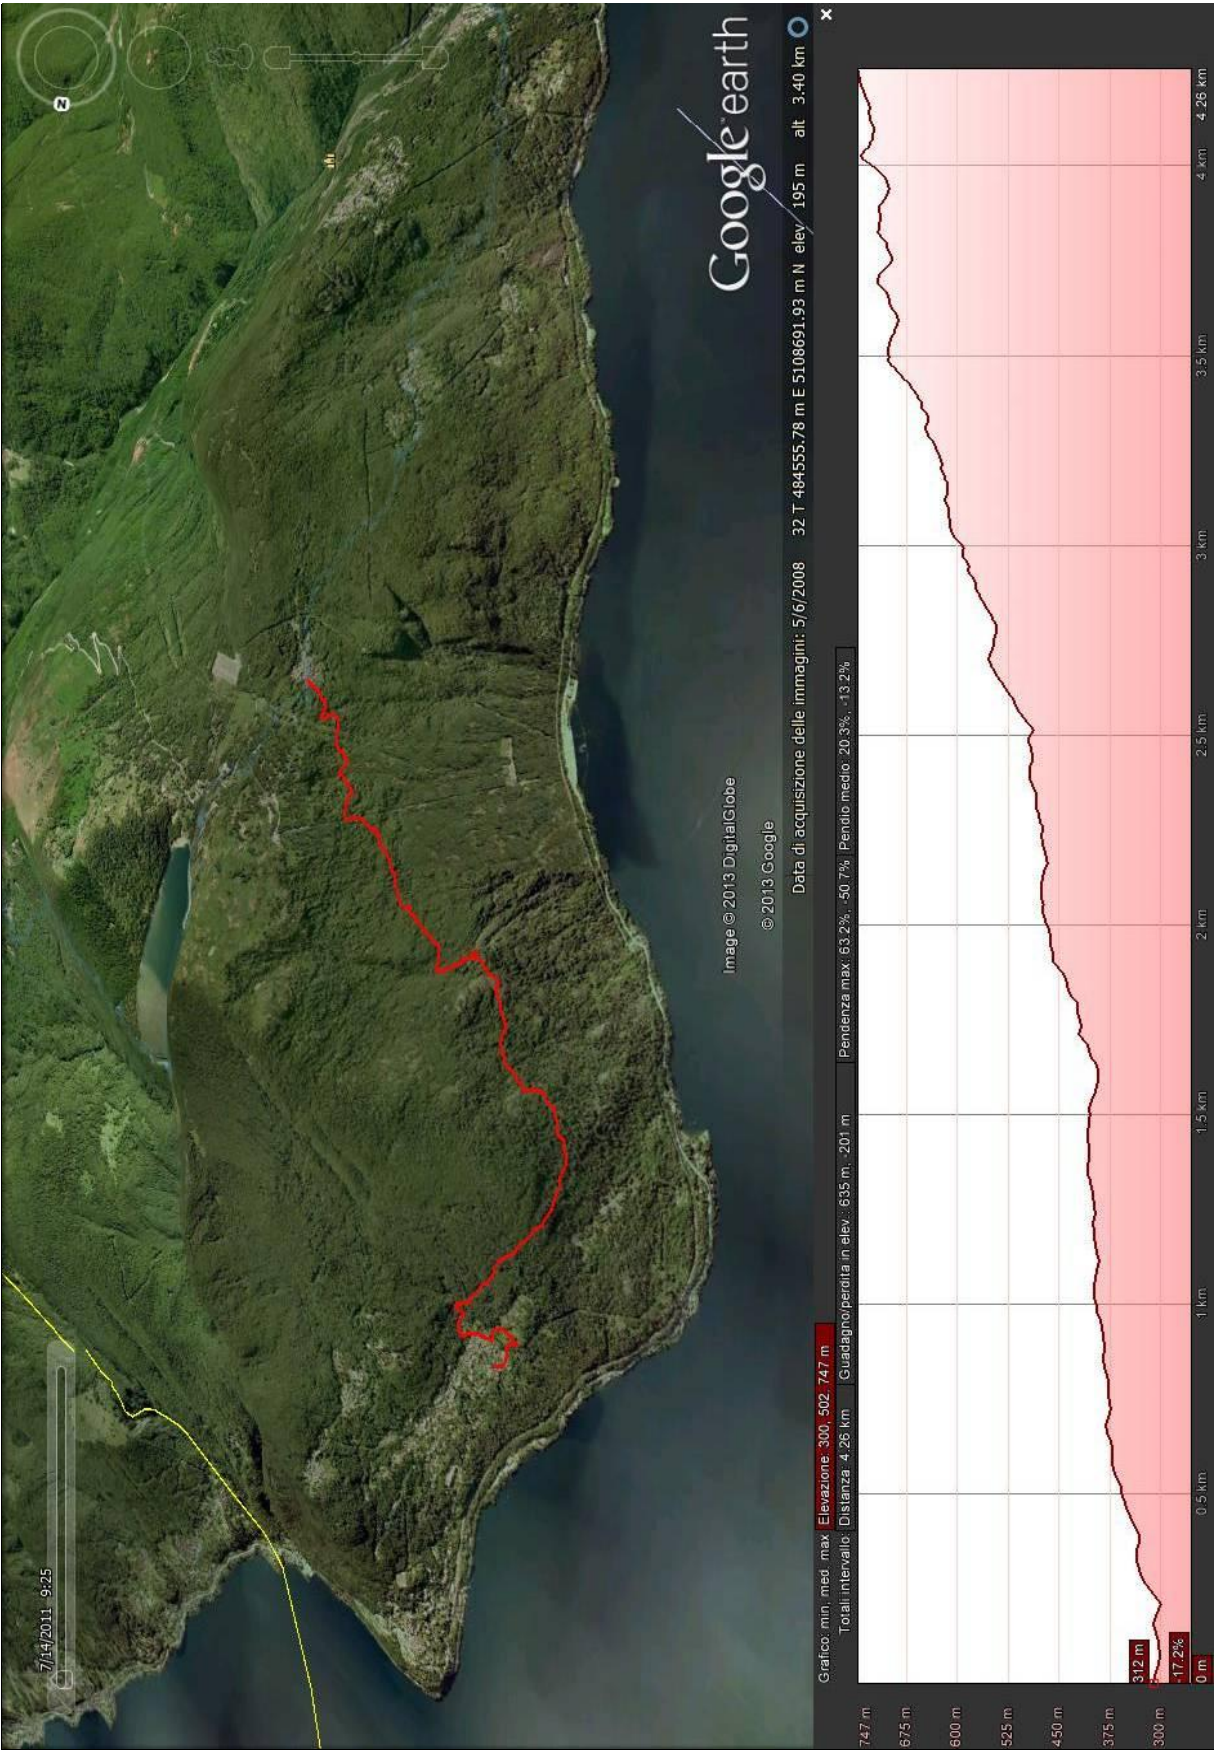 7/14/2011 9:25
N
Image © 2013 DigitalGlobe
© 2013 Google
Google™earth
Data di acquisizione delle immagini: 5/6/2008 32 T 484555.78 m E 5108691.93 m N elev 195 m alt 3.40 km
Grafico: min, med, max Elevazione: 300, 502, 747 m
Totali intervallo: Distanza: 4.26 km Guadagno/perdita in elev.: 635 m, -201 m Pendenza max: 63.2%, -50.7% Pendio medio: 20.3%, -13.2%
747 m
675 m
600 m
525 m
450 m
375 m
300 m
312 m
-17.2%
0 m
0.5 km
1 km
1.5 km
2 km
2.5 km
3 km
3.5 km
4 km
4.26 km